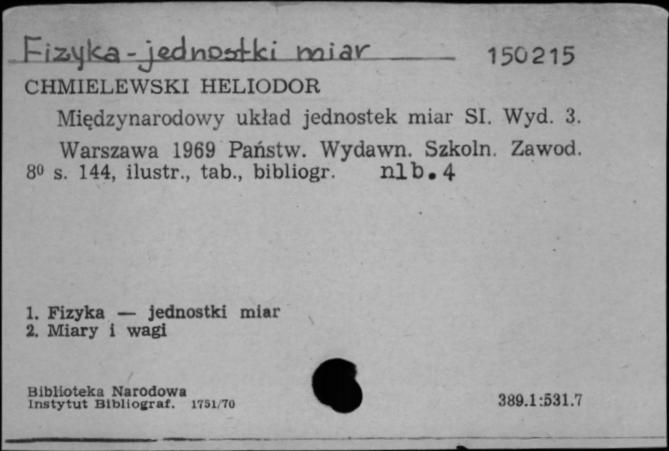 Fizyka - jednostki miar 150215
CHMIELEWSKI HELIODOR
Międzynarodowy układ jednostek miar SI. Wyd. 3.
Warszawa 1969 Państw. Wydawn. Szkoln. Zawod.
8⁰ s. 144, ilustr., tab., bibliogr. nlb. 4
1. Fizyka — jednostki miar
2. Miary i wagi
Biblioteka Narodowa
Instytut Bibliograf. 1751/70
389.1:531.7